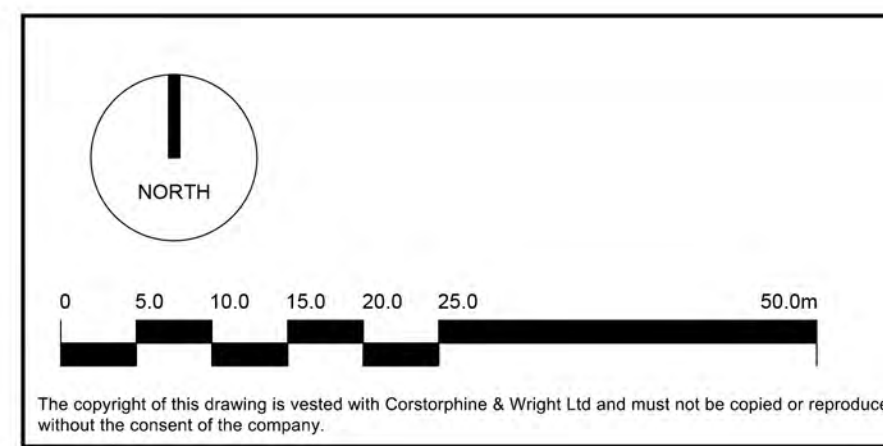 NORTH
0 5.0 10.0 15.0 20.0 25.0 50.0m
The copyright of this drawing is vested with Corstorphine & Wright Ltd and must not be copied or reproduce
without the consent of the company.